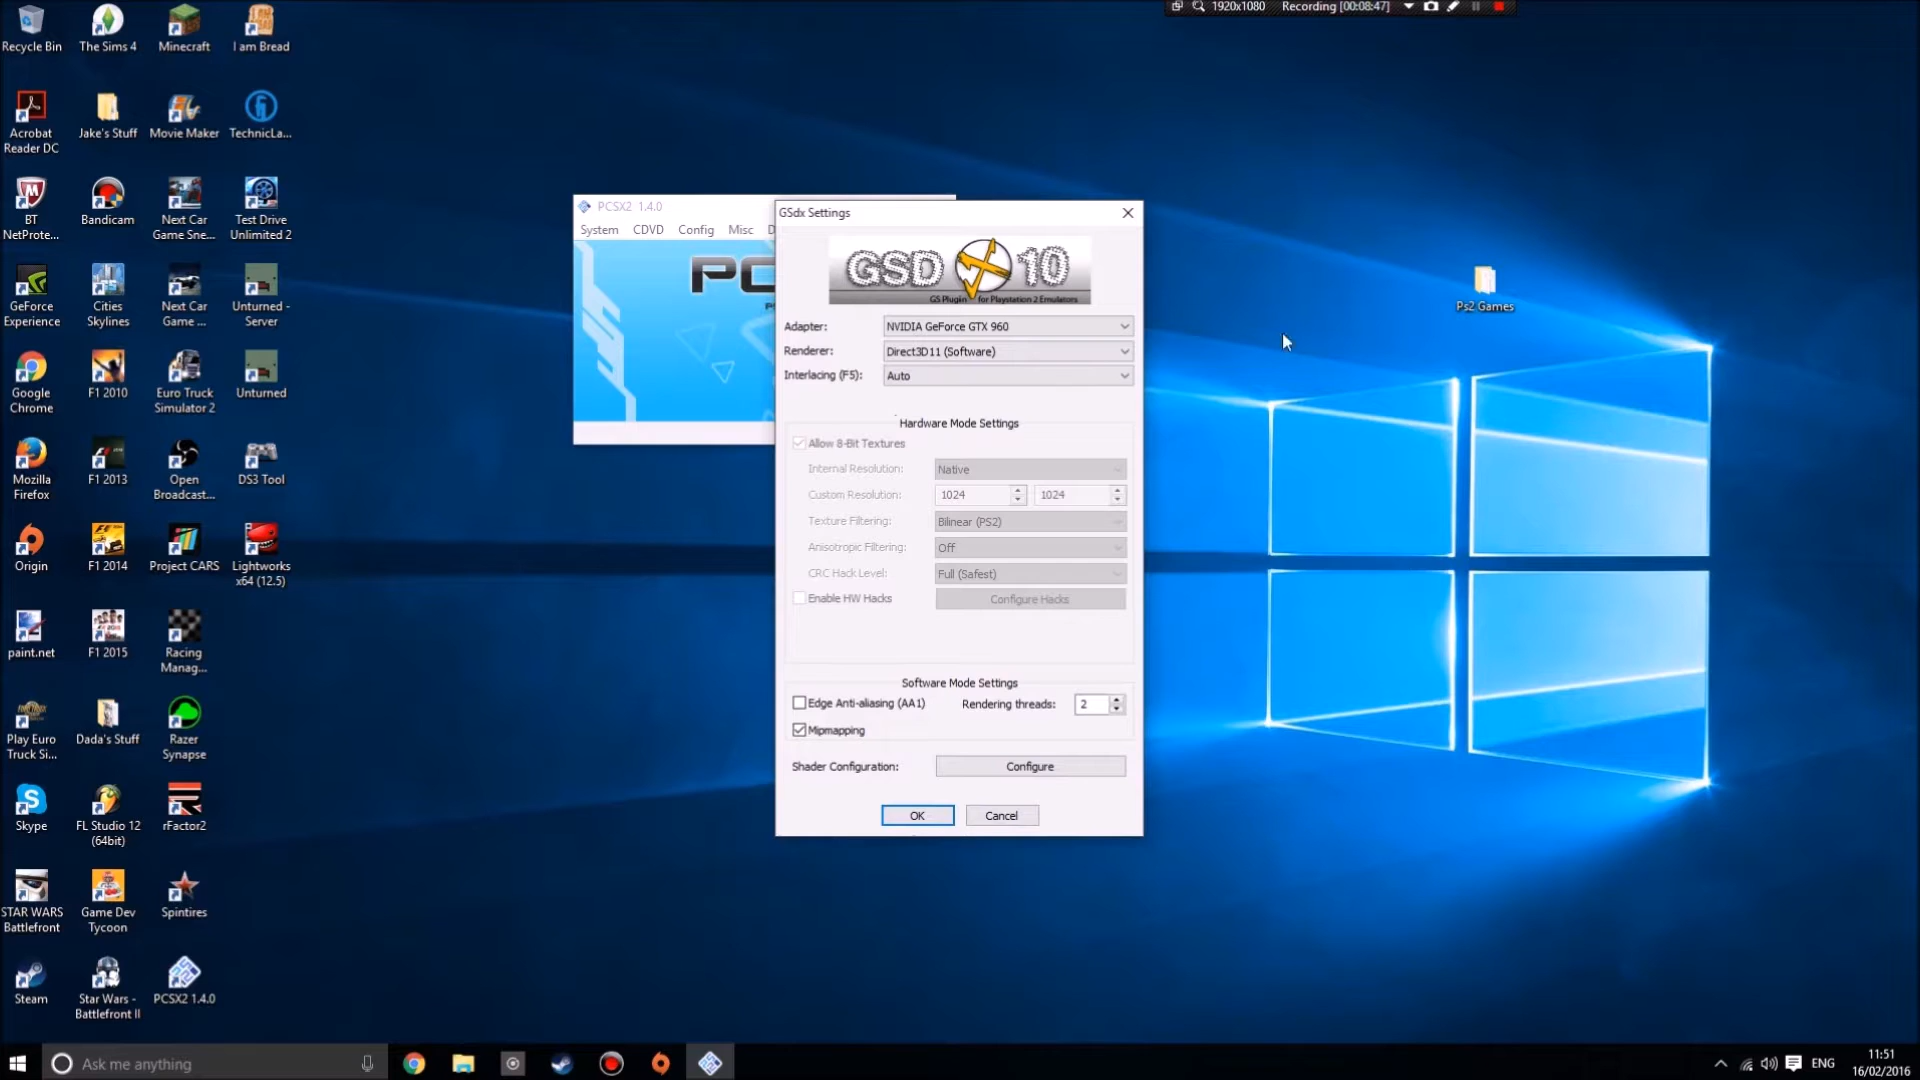 1920x1080 Recording [00:08:47]
Recycle Bin
The Sims 4
Minecraft
I am Bread
Acrobat
Reader DC
Jake's Stuff
Movie Maker
TechnicLa...
BT
NetProte...
Bandicam
Next Car
Game Sne...
Test Drive
Unlimited 2
GeForce
Experience
Cities
Skylines
Next Car
Game ...
Unturned -
Server
Google
Chrome
F1 2010
Euro Truck
Simulator 2
Unturned
Mozilla
Firefox
F1 2013
Open
Broadcast...
DS3 Tool
Origin
F1 2014
Project CARS
Lightworks
x64 (12.5)
paint.net
F1 2015
Racing
Manag...
Play Euro
Truck Si...
Dada's Stuff
Razer
Synapse
Skype
FL Studio 12
(64bit)
rFactor2
STAR WARS
Battlefront
Game Dev
Tycoon
Spintires
Steam
Star Wars -
Battlefront II
PCSX2 1.4.0
Ps2 Games
PCSX2 1.4.0
System CDVD Config Misc D
PC
GSdx Settings
GSDX 10
GS Plugin for Playstation 2 Emulators
Adapter: NVIDIA GeForce GTX 960
Renderer: Direct3D11 (Software)
Interlacing (F5): Auto
Hardware Mode Settings
Allow 8-Bit Textures
Internal Resolution: Native
Custom Resolution: 1024 1024
Texture Filtering: Bilinear (PS2)
Anisotropic Filtering: Off
CRC Hack Level: Full (Safest)
Enable HW Hacks Configure Hacks
Software Mode Settings
Edge Anti-aliasing (AA1) Rendering threads: 2
Mipmapping
Shader Configuration: Configure
OK Cancel
Ask me anything
ENG
11:51
16/02/2016